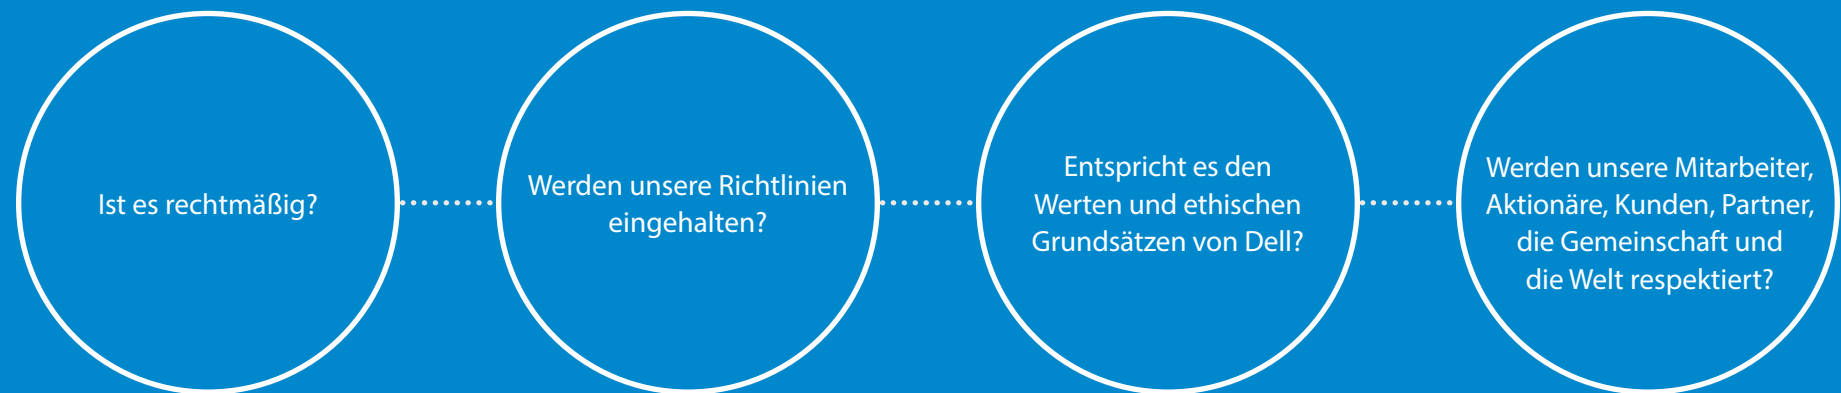 Ist es rechtmäßig?
Werden unsere Richtlinien
eingehalten?
Entspricht es den
Werten und ethischen
Grundsätzen von Dell?
Werden unsere Mitarbeiter,
Aktionäre, Kunden, Partner,
die Gemeinschaft und
die Welt respektiert?